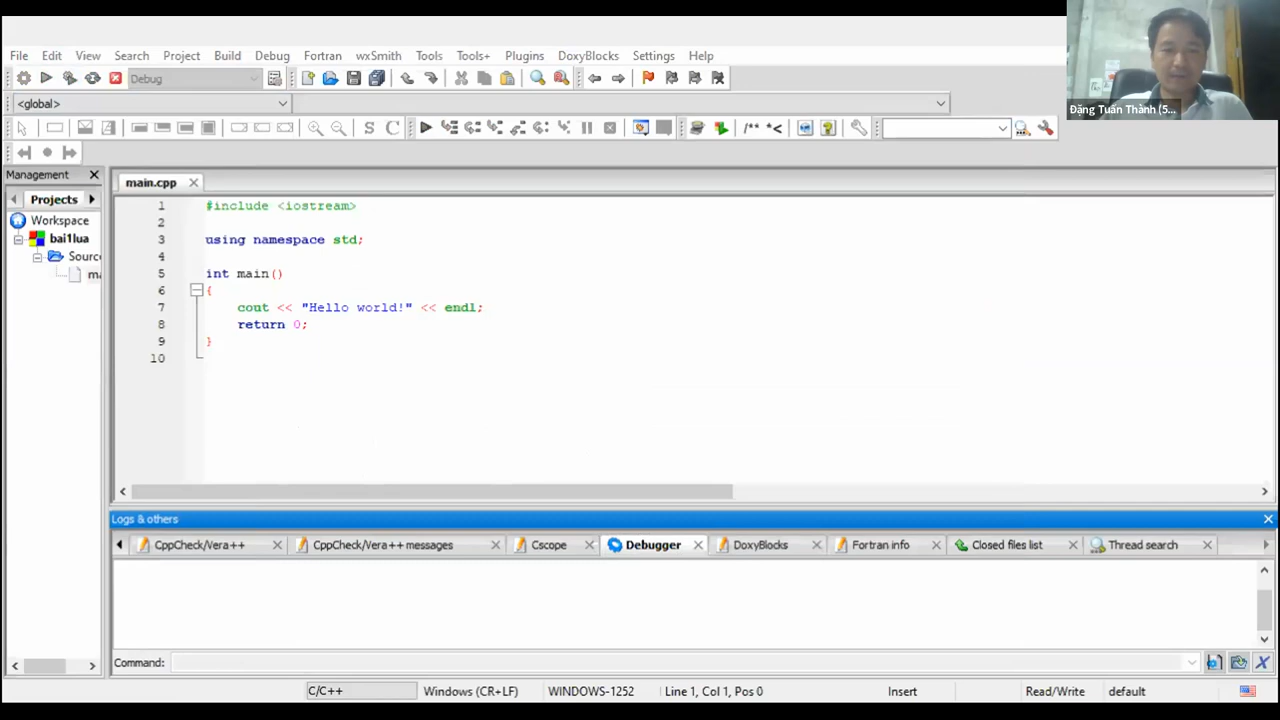 File Edit View Search Project Build Debug Fortran wxSmith Tools Tools+ Plugins DoxyBlocks Settings Help
Debug
<global>
S C /** *<
Đặng Tuấn Thành (5...
Management
Projects
Workspace
bai1lua
Sourc
ma
main.cpp
1 #include <iostream>
2
3 using namespace std;
4
5 int main()
6 {
7 cout << "Hello world!" << endl;
8 return 0;
9 }
10
Logs & others
CppCheck/Vera++ CppCheck/Vera++ messages Cscope Debugger DoxyBlocks Fortran info Closed files list Thread search
Command:
C/C++ Windows (CR+LF) WINDOWS-1252 Line 1, Col 1, Pos 0 Insert Read/Write default